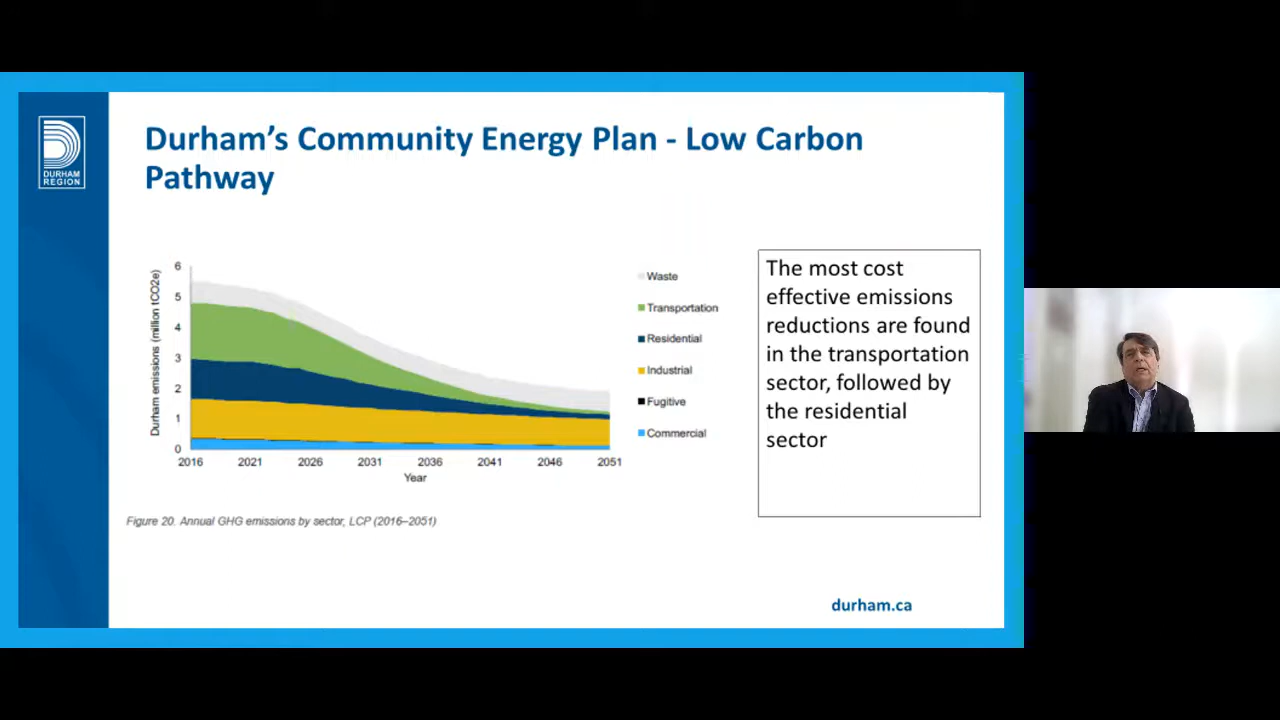 Durham's Community Energy Plan - Low Carbon
Pathway
DURHAM
REGION
Durham emissions (million tCO2e)
6
5
4
3
2
1
0
2016 2021 2026 2031 2036 2041 2046 2051
Year
Waste
Transportation
Residential
Industrial
Fugitive
Commercial
Figure 20. Annual GHG emissions by sector, LCP (2016–2051)
The most cost
effective emissions
reductions are found
in the transportation
sector, followed by
the residential
sector
durham.ca